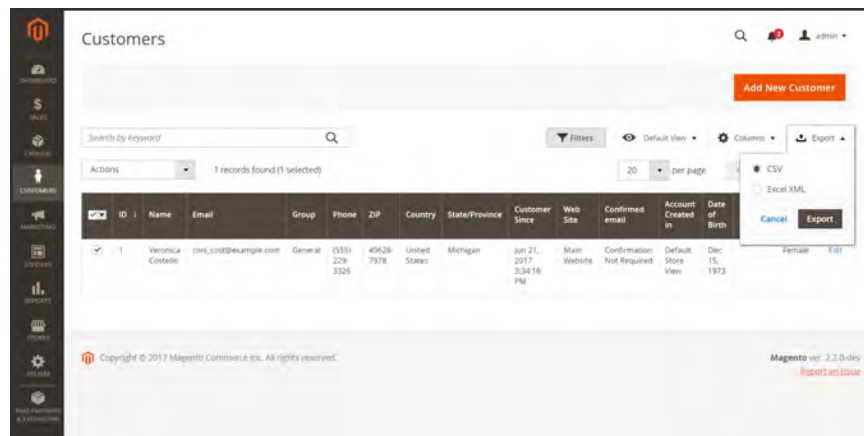 Customers
2
admin
Add New Customer
Search by keyword
Filters
Default View
Columns
Export
Actions
1 records found (1 selected)
20
per page
CSV
Excel XML
Cancel
Export
ID
Name
Email
Group
Phone
ZIP
Country
State/Province
Customer Since
Web Site
Confirmed email
Account Created in
Date of Birth
1
Veronica Costello
roni_cost@example.com
General
(555) 229-3326
49628-7978
United States
Michigan
Jun 21, 2017 3:34:16 PM
Main Website
Confirmation Not Required
Default Store View
Dec 15, 1973
Female
Edit
DASHBOARD
SALES
CATALOG
CUSTOMERS
MARKETING
CONTENT
REPORTS
STORES
SYSTEM
FIND PARTNERS
& EXTENSIONS
Copyright © 2017 Magento Commerce Inc. All rights reserved.
Magento ver. 2.2.0-dev
Report an Issue